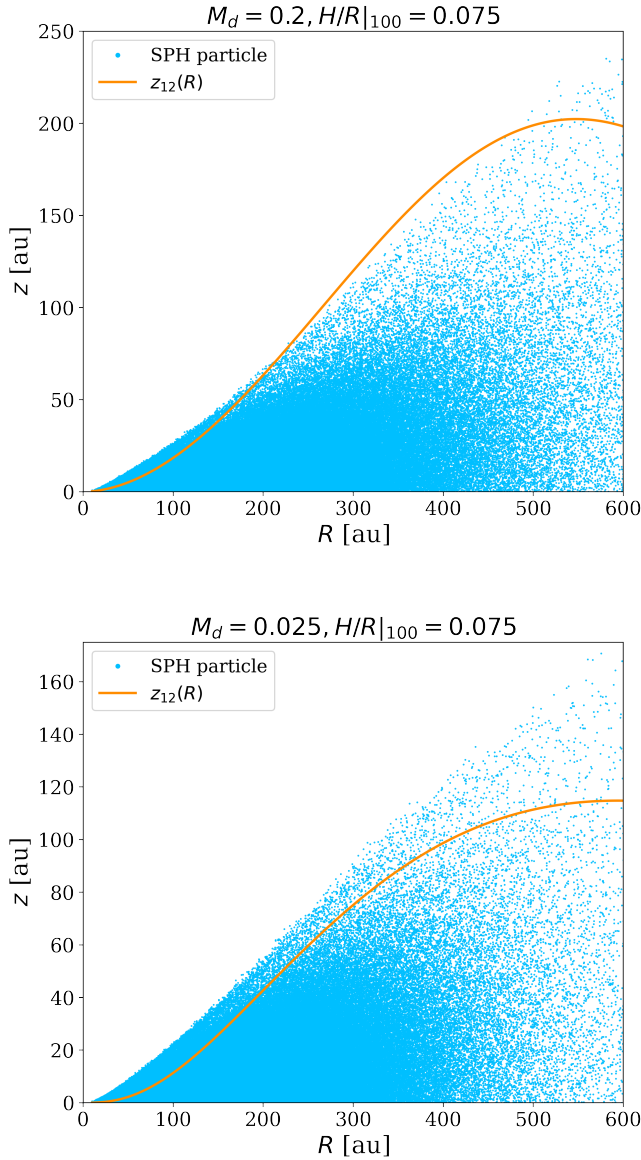 M_d = 0.2, H/R|_100 = 0.075
SPH particle
z_12(R)
250
200
150
100
50
0
z [au]
0 100 200 300 400 500 600
R [au]
M_d = 0.025, H/R|_100 = 0.075
SPH particle
z_12(R)
160
140
120
100
80
60
40
20
0
z [au]
0 100 200 300 400 500 600
R [au]